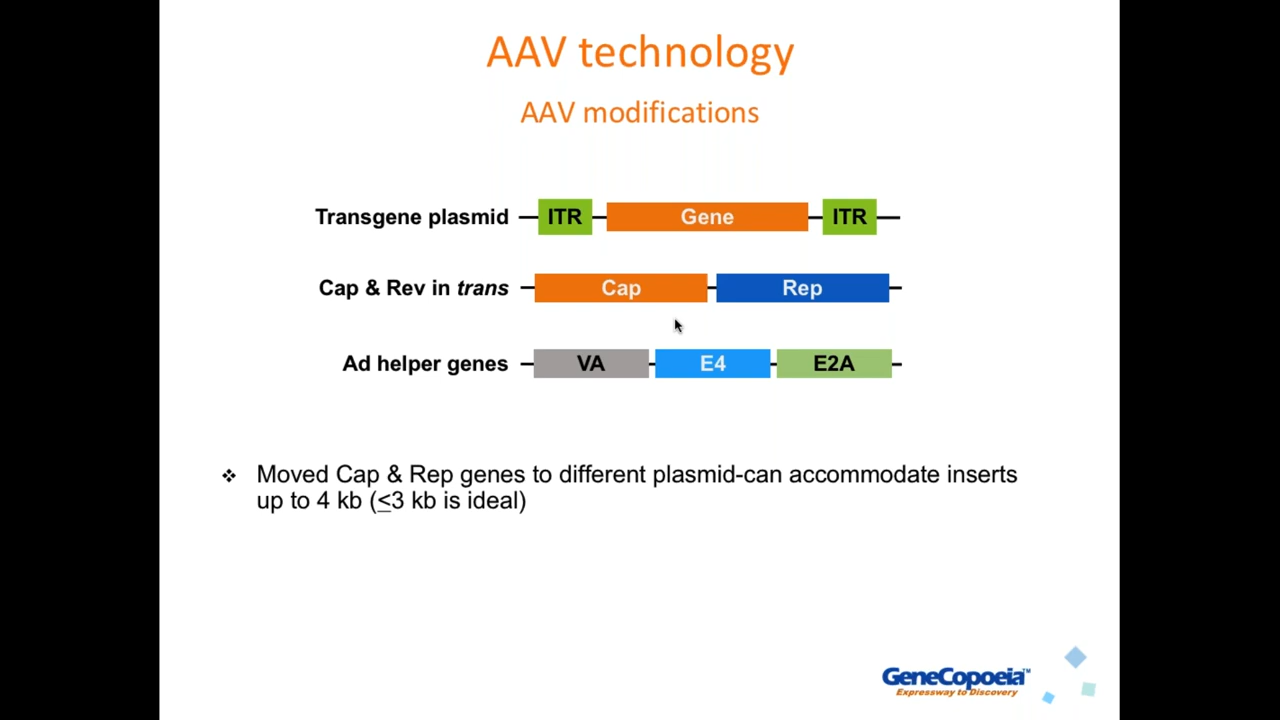 AAV technology
AAV modifications
Transgene plasmid ITR Gene ITR
Cap & Rev in trans Cap Rep
Ad helper genes VA E4 E2A
❖ Moved Cap & Rep genes to different plasmid-can accommodate inserts
up to 4 kb (≤3 kb is ideal)
GeneCopoeia™
Expressway to Discovery